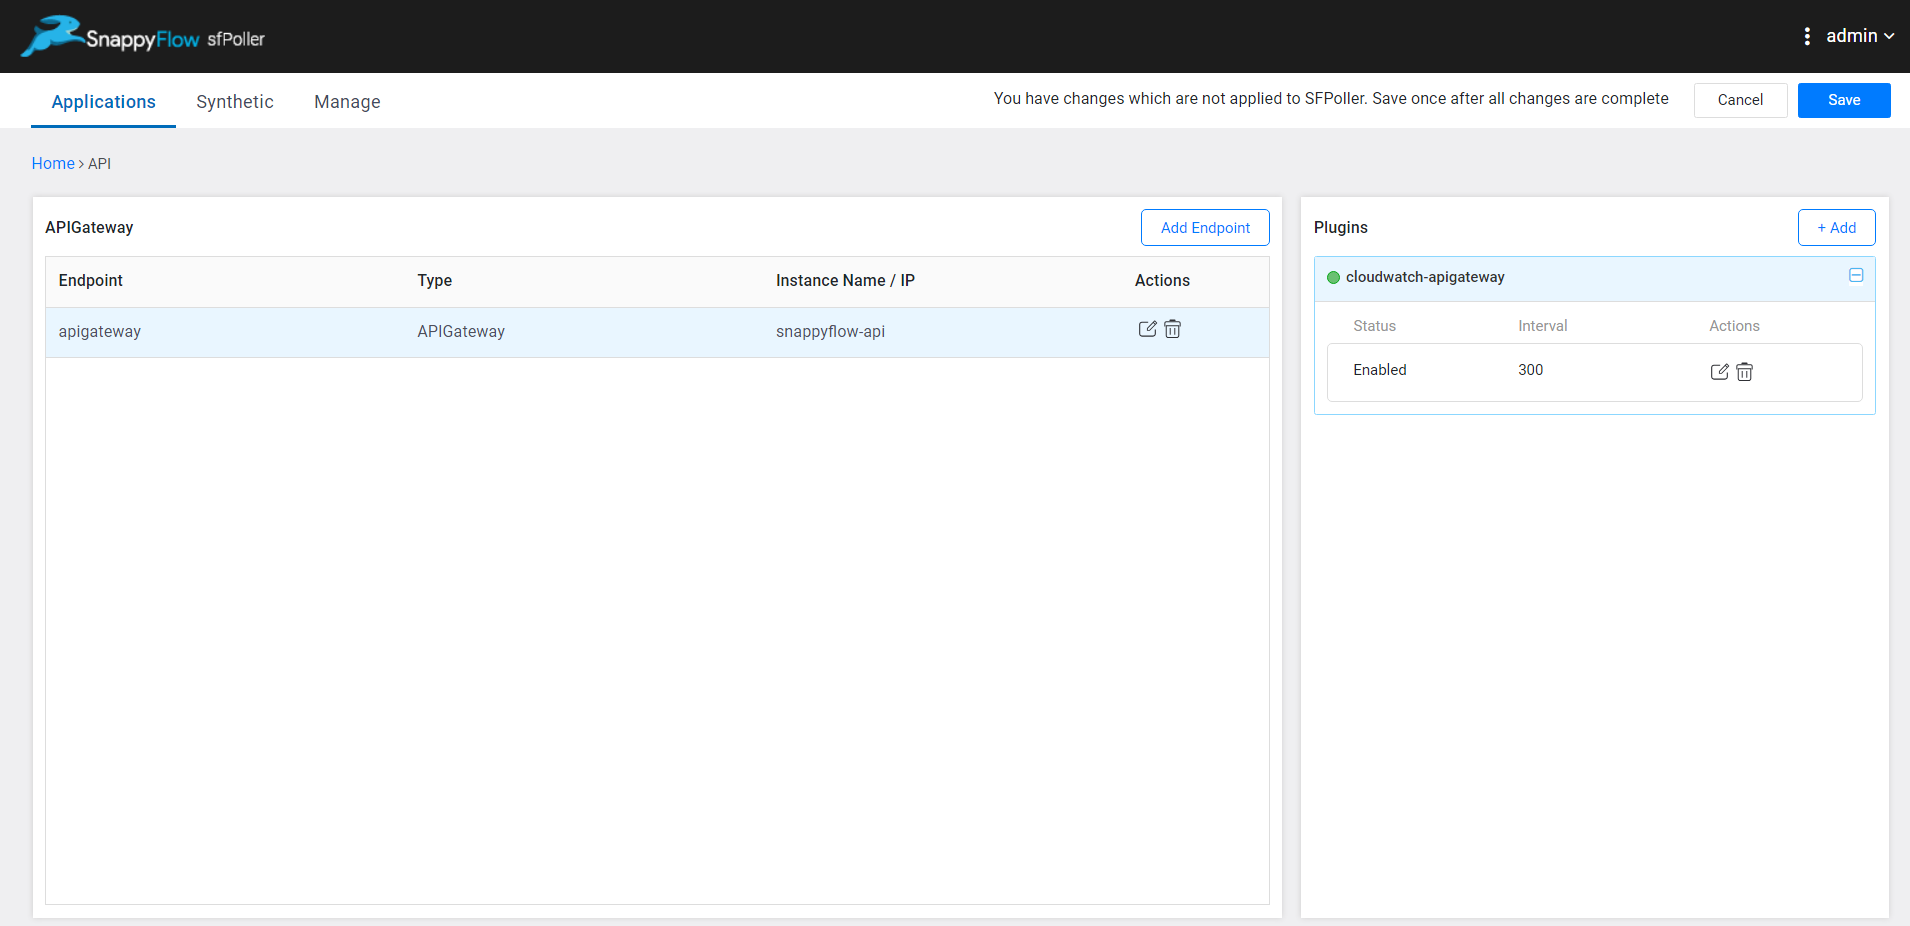 SnappyFlow sfPoller
admin
Applications Synthetic Manage
You have changes which are not applied to SFPoller. Save once after all changes are complete
Cancel
Save
Home › API
APIGateway
Add Endpoint
Endpoint Type Instance Name / IP Actions
apigateway APIGateway snappyflow-api
Plugins
+ Add
cloudwatch-apigateway
Status Interval Actions
Enabled 300